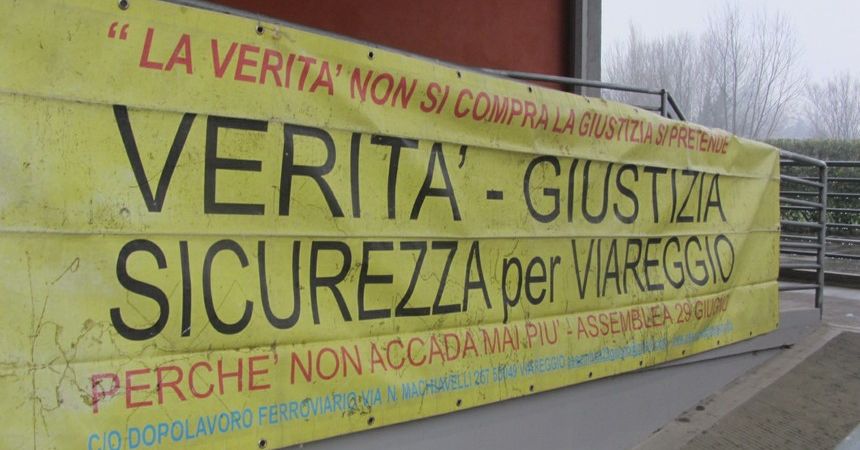 “ LA VERITA’ NON SI COMPRA LA GIUSTIZIA SI PRETENDE
VERITA’ - GIUSTIZIA
SICUREZZA per VIAREGGIO
PERCHE’ NON ACCADA MAI PIU’ - ASSEMBLEA 29 GIUGNO
C/O DOPOLAVORO FERROVIARIO VIA N. MACHIAVELLI 267 55049 VIAREGGIO